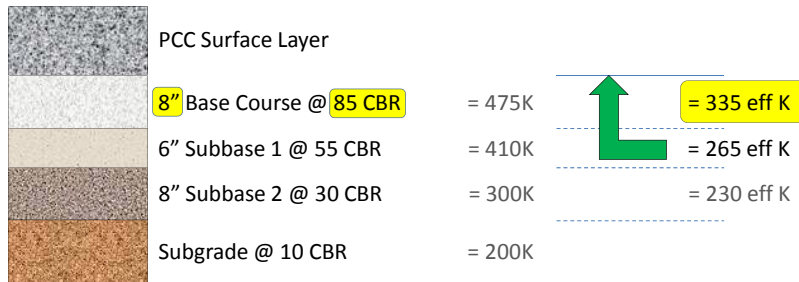 PCC Surface Layer
8” Base Course @ 85 CBR = 475K = 335 eff K
6” Subbase 1 @ 55 CBR = 410K = 265 eff K
8” Subbase 2 @ 30 CBR = 300K = 230 eff K
Subgrade @ 10 CBR = 200K